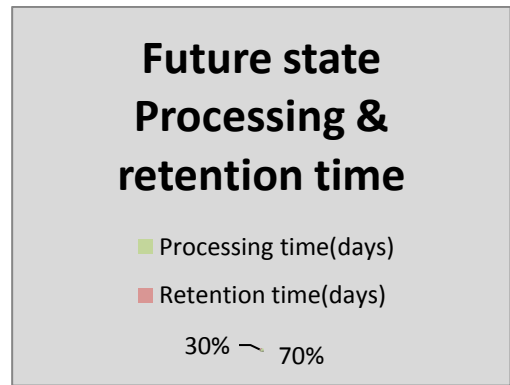 Future state
Processing &
retention time
Processing time(days)
Retention time(days)
30% 70%